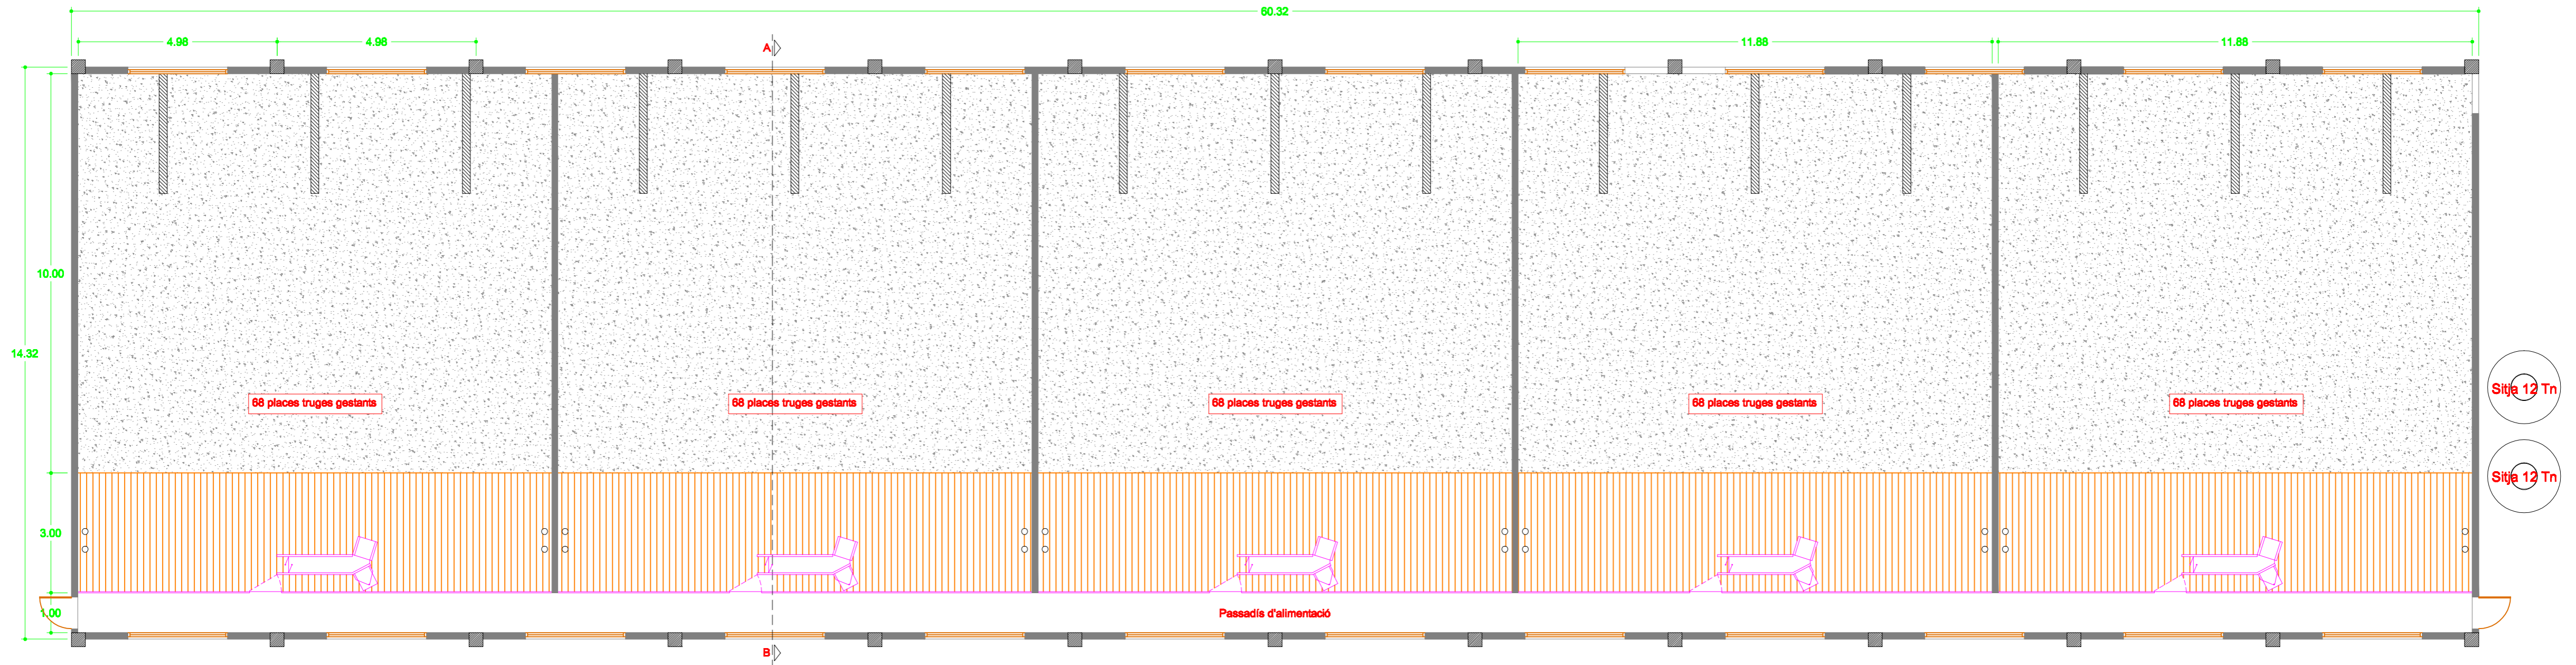 60.32
4.98
4.98
A
11.88
11.88
10.00
14.32
68 places truges gestants
68 places truges gestants
68 places truges gestants
68 places truges gestants
68 places truges gestants
Sitja 12 Tn
Sitja 12 Tn
3.00
1.00
Passadís d'alimentació
B